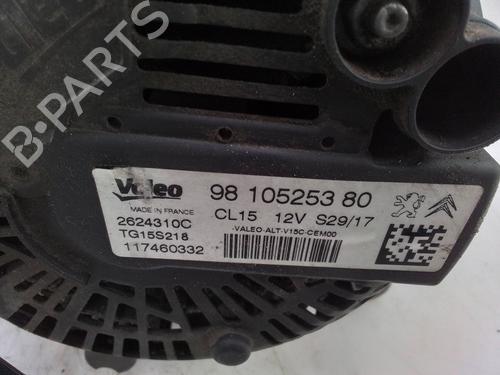 B-PARTS
Valeo
MADE IN FRANCE
2624310C
TG15S218
117460332
98 105253 80
CL15 12V S29/17
-VALEO-ALT-V15C-CEM00